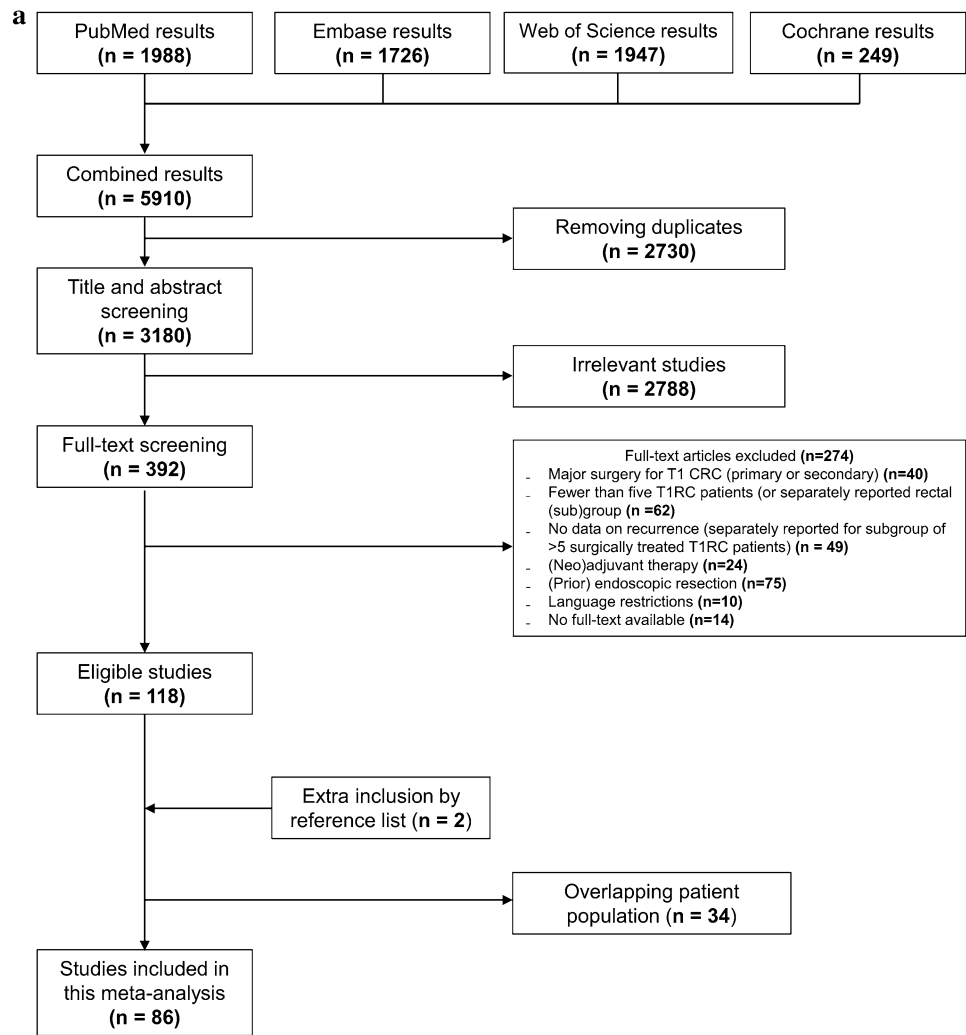 a
PubMed results
(n = 1988)
Embase results
(n = 1726)
Web of Science results
(n = 1947)
Cochrane results
(n = 249)
Combined results
(n = 5910)
Removing duplicates
(n = 2730)
Title and abstract
screening
(n = 3180)
Irrelevant studies
(n = 2788)
Full-text screening
(n = 392)
Full-text articles excluded (n=274)
- Major surgery for T1 CRC (primary or secondary) (n=40)
- Fewer than five T1RC patients (or separately reported rectal
(sub)group (n =62)
- No data on recurrence (separately reported for subgroup of
>5 surgically treated T1RC patients) (n = 49)
- (Neo)adjuvant therapy (n=24)
- (Prior) endoscopic resection (n=75)
- Language restrictions (n=10)
- No full-text available (n=14)
Eligible studies
(n = 118)
Extra inclusion by
reference list (n = 2)
Overlapping patient
population (n = 34)
Studies included in
this meta-analysis
(n = 86)